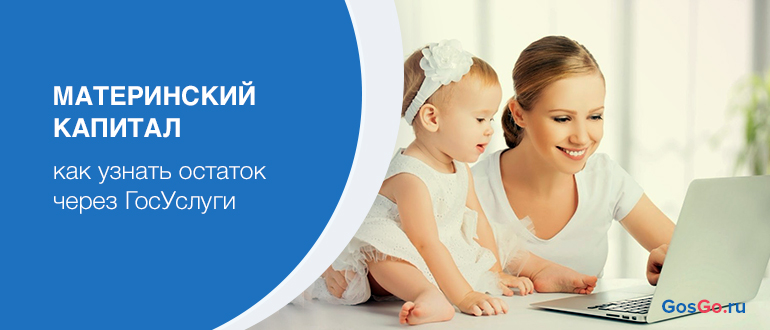 МАТЕРИНСКИЙ
КАПИТАЛ
как узнать остаток
через ГосУслуги
GosGo.ru